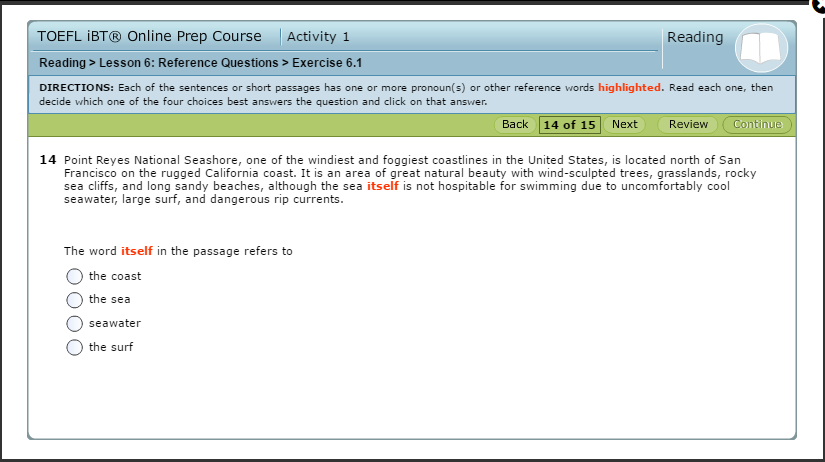 TOEFL iBT® Online Prep Course Activity 1 Reading
Reading > Lesson 6: Reference Questions > Exercise 6.1
DIRECTIONS: Each of the sentences or short passages has one or more pronoun(s) or other reference words highlighted. Read each one, then
decide which one of the four choices best answers the question and click on that answer.
Back 14 of 15 Next Review Continue
14 Point Reyes National Seashore, one of the windiest and foggiest coastlines in the United States, is located north of San
Francisco on the rugged California coast. It is an area of great natural beauty with wind-sculpted trees, grasslands, rocky
sea cliffs, and long sandy beaches, although the sea itself is not hospitable for swimming due to uncomfortably cool
seawater, large surf, and dangerous rip currents.
The word itself in the passage refers to
the coast
the sea
seawater
the surf